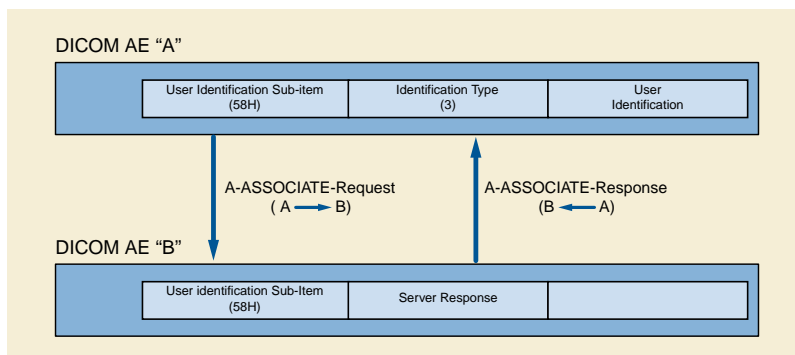 DICOM AE “A”
User Identification Sub-item
(58H)
Identification Type
(3)
User
Identification
A-ASSOCIATE-Request
( A → B)
A-ASSOCIATE-Response
(B ← A)
DICOM AE “B”
User identification Sub-Item
(58H)
Server Response